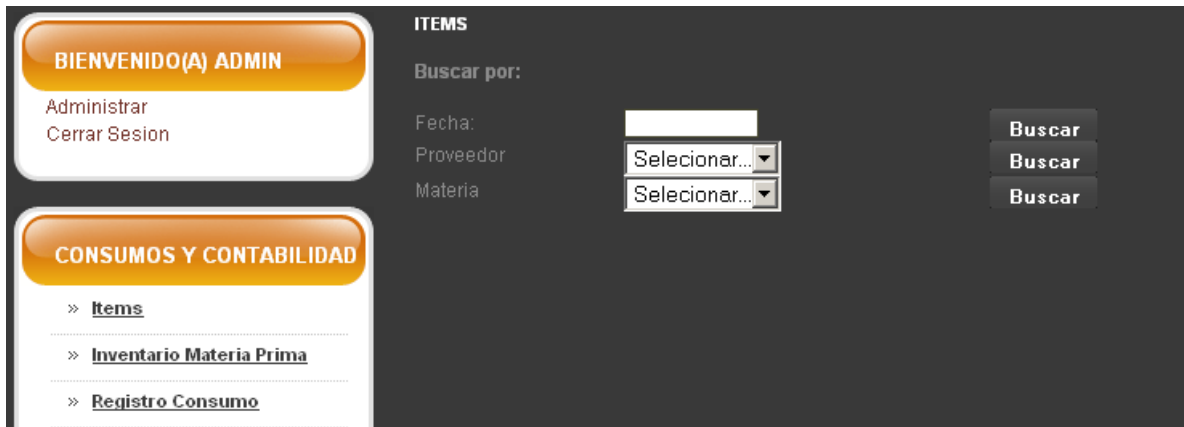 BIENVENIDO(A) ADMIN
Administrar
Cerrar Sesion
CONSUMOS Y CONTABILIDAD
» Items
» Inventario Materia Prima
» Registro Consumo
ITEMS
Buscar por:
Fecha: Buscar
Proveedor Selecionar... Buscar
Materia Selecionar... Buscar